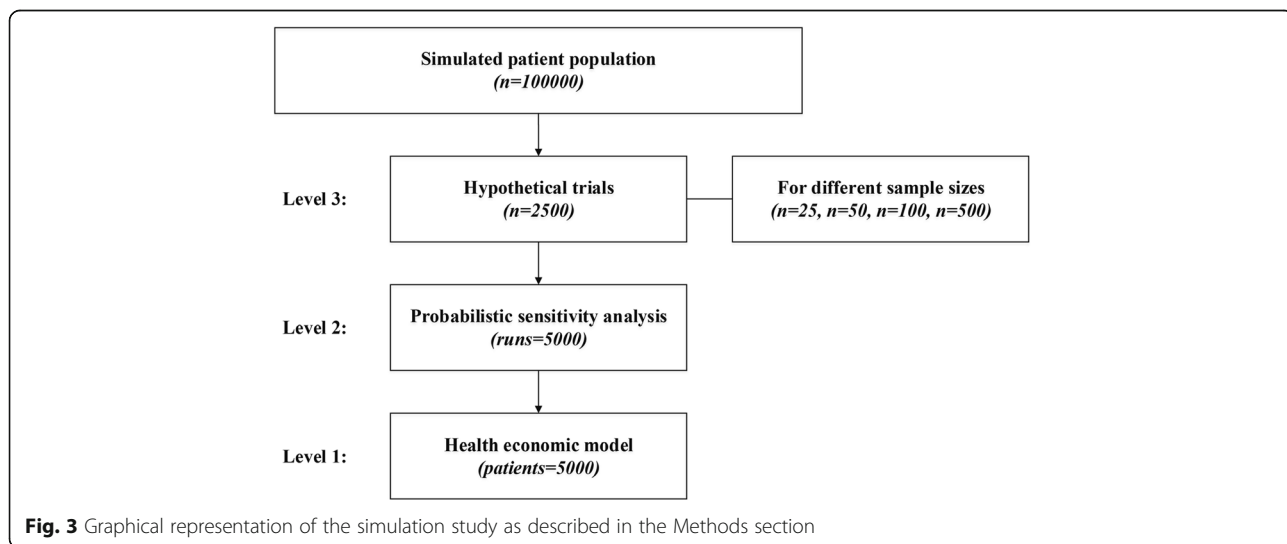 Simulated patient population
(n=100000)
Level 3:
Hypothetical trials
(n=2500)
For different sample sizes
(n=25, n=50, n=100, n=500)
Level 2:
Probabilistic sensitivity analysis
(runs=5000)
Level 1:
Health economic model
(patients=5000)
Fig. 3 Graphical representation of the simulation study as described in the Methods section